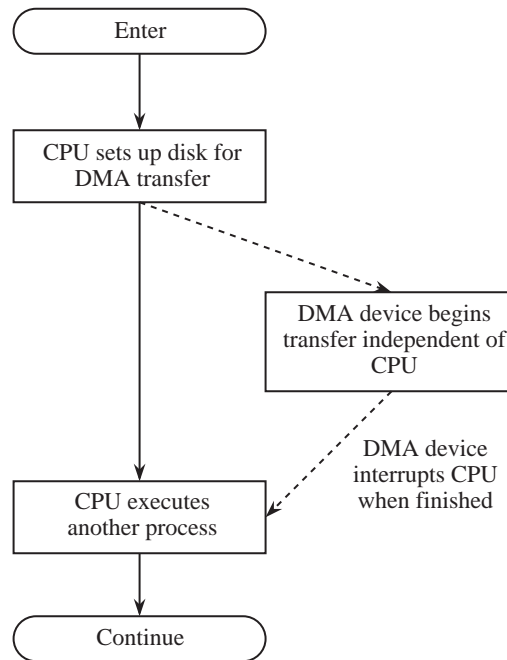 Enter
CPU sets up disk for
DMA transfer
DMA device begins
transfer independent of
CPU
DMA device
interrupts CPU
when finished
CPU executes
another process
Continue